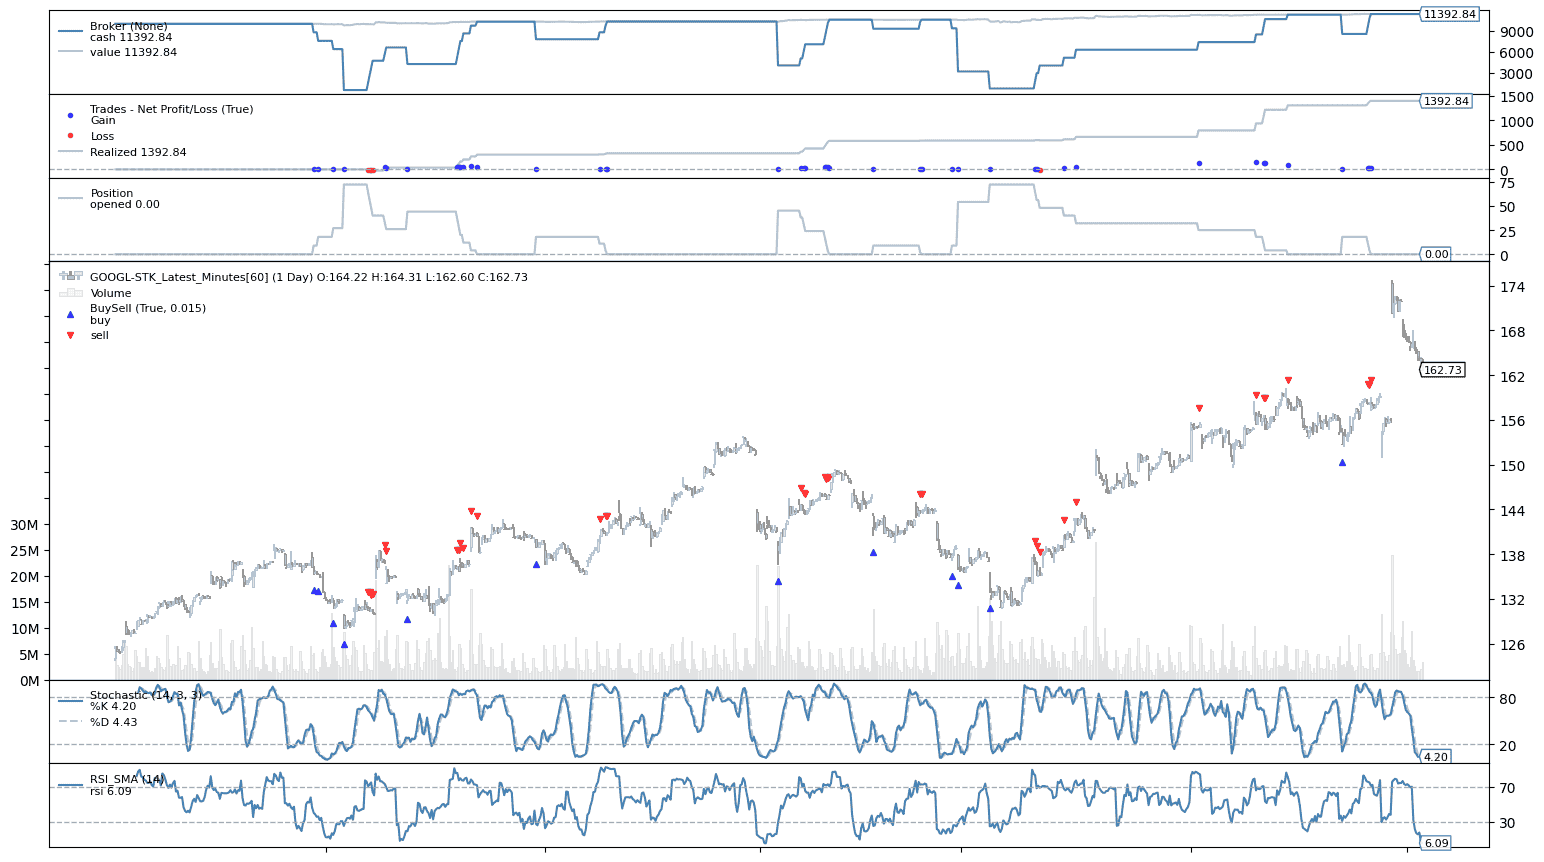 Broker (None)
cash 11392.84
value 11392.84
11392.84
9000
6000
3000
Trades - Net Profit/Loss (True)
Gain
Loss
Realized 1392.84
1500
1392.84
1000
500
0
Position
opened 0.00
75
50
25
0.00
0
GOOGL-STK_Latest_Minutes[60] (1 Day) O:164.22 H:164.31 L:162.60 C:162.73
Volume
BuySell (True, 0.015)
buy
sell
174
168
162.73
162
156
150
144
138
132
126
30M
25M
20M
15M
10M
5M
0M
Stochastic (14, 3, 3)
%K 4.20
%D 4.43
80
20
4.20
RSI_SMA (14)
rsi 6.09
70
30
6.09